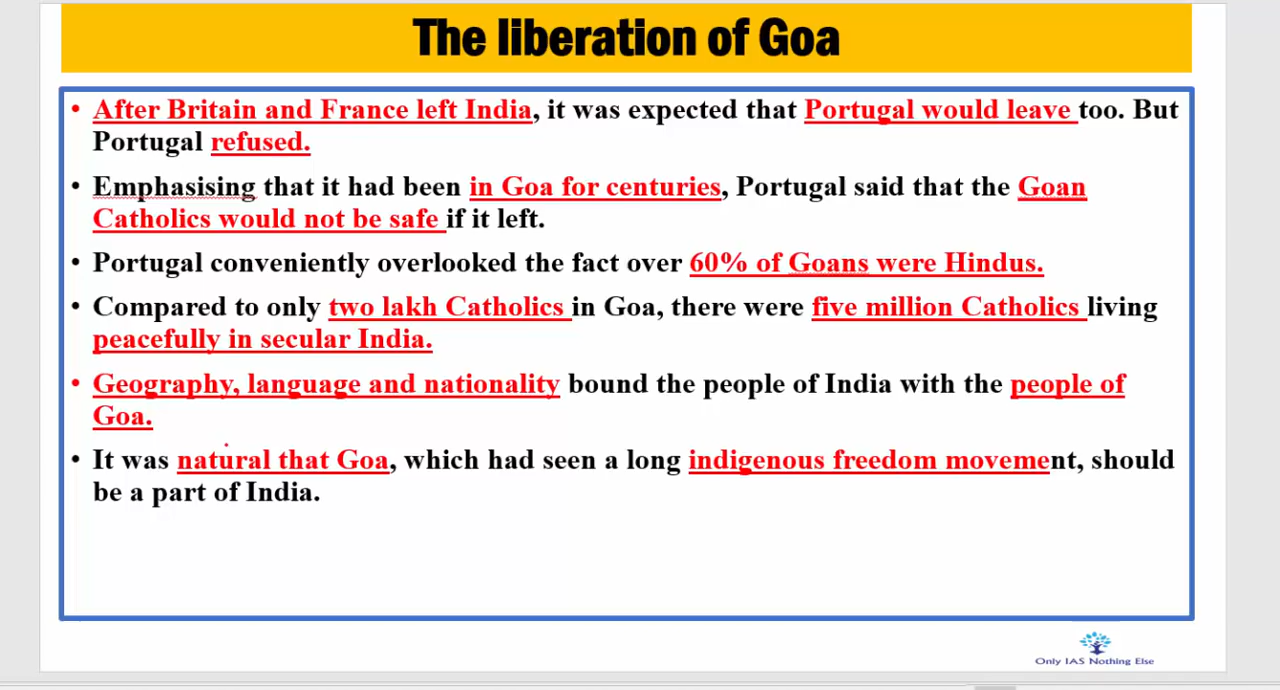 The liberation of Goa
• After Britain and France left India, it was expected that Portugal would leave too. But
Portugal refused.
• Emphasising that it had been in Goa for centuries, Portugal said that the Goan
Catholics would not be safe if it left.
• Portugal conveniently overlooked the fact over 60% of Goans were Hindus.
• Compared to only two lakh Catholics in Goa, there were five million Catholics living
peacefully in secular India.
• Geography, language and nationality bound the people of India with the people of
Goa.
• It was natural that Goa, which had seen a long indigenous freedom movement, should
be a part of India.
Only IAS Nothing Else